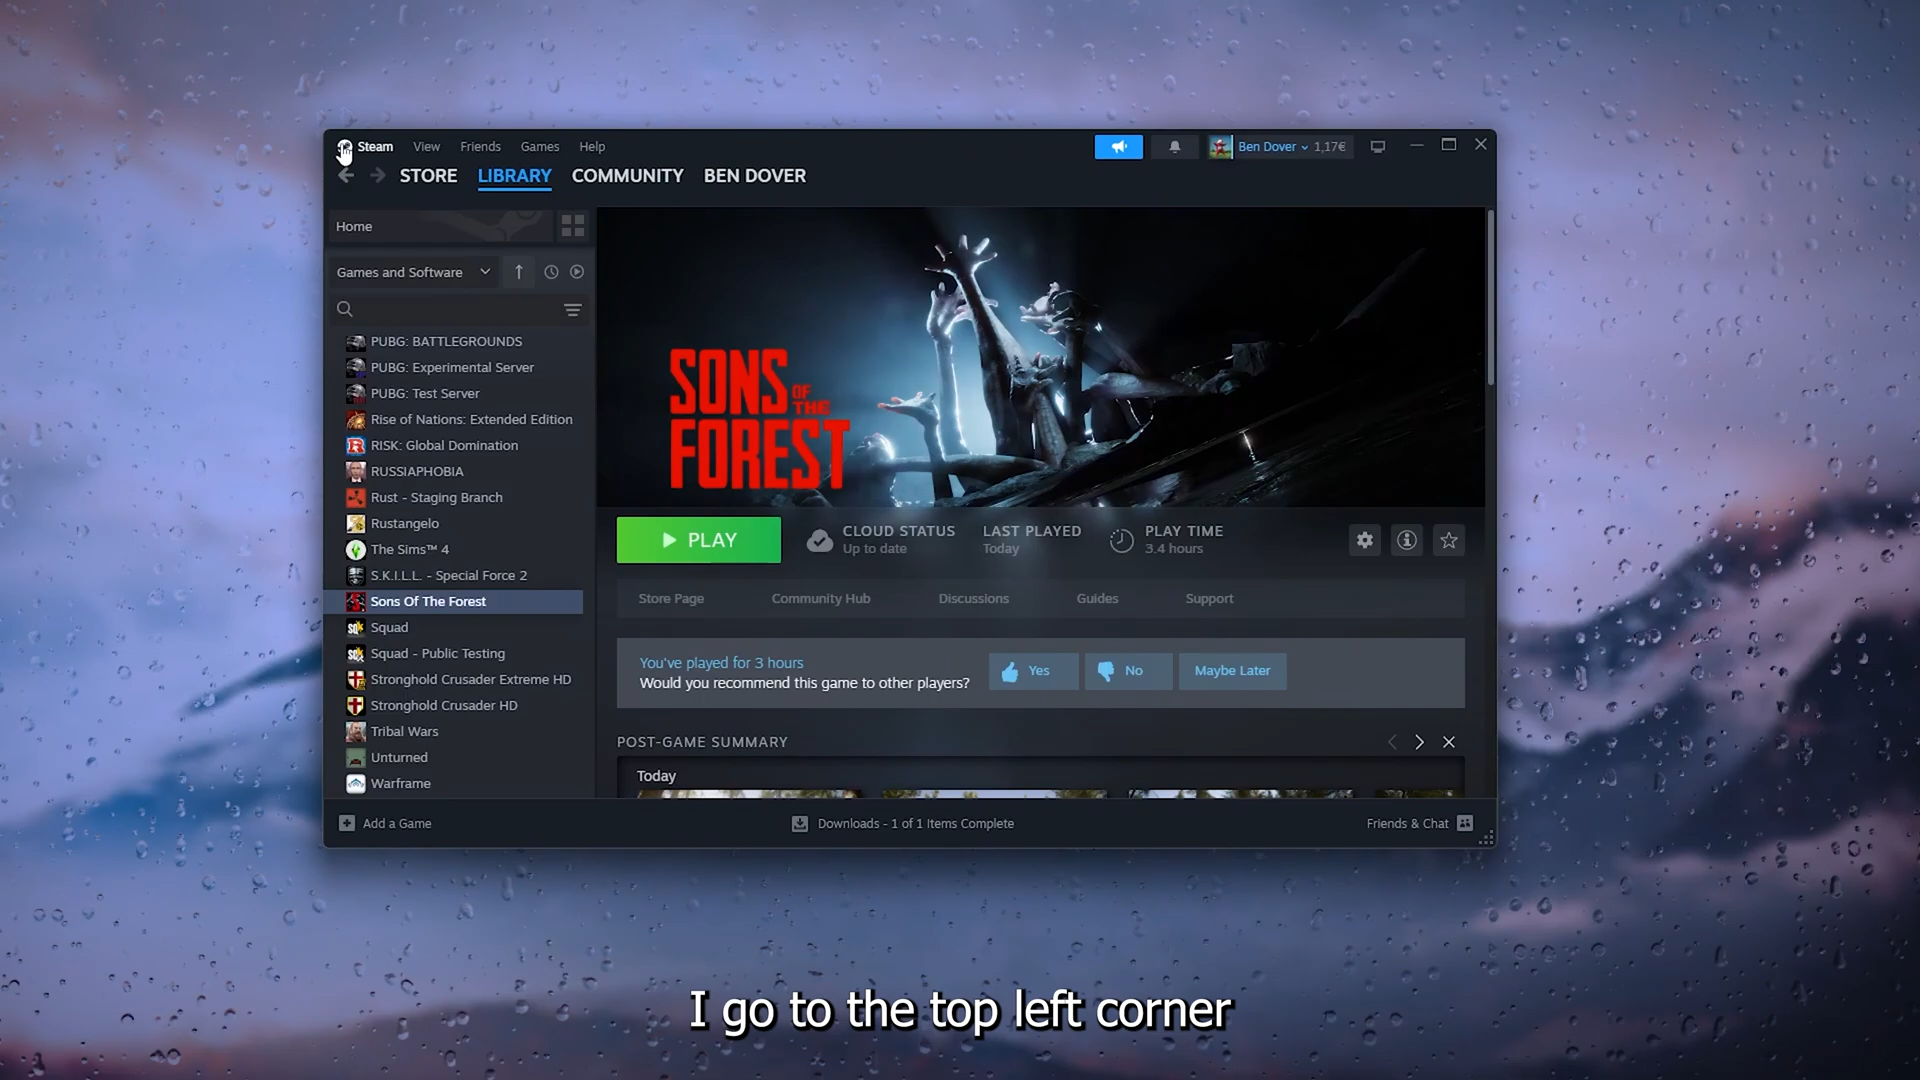 Steam View Friends Games Help
Ben Dover 1,17€
STORE LIBRARY COMMUNITY BEN DOVER
Home
Games and Software
PUBG: BATTLEGROUNDS
PUBG: Experimental Server
PUBG: Test Server
Rise of Nations: Extended Edition
RISK: Global Domination
RUSSIAPHOBIA
Rust - Staging Branch
Rustangelo
The Sims™ 4
S.K.I.L.L. - Special Force 2
Sons Of The Forest
Squad
Squad - Public Testing
Stronghold Crusader Extreme HD
Stronghold Crusader HD
Tribal Wars
Unturned
Warframe
SONS OF THE FOREST
PLAY
CLOUD STATUS
Up to date
LAST PLAYED
Today
PLAY TIME
3.4 hours
Store Page Community Hub Discussions Guides Support
You've played for 3 hours
Would you recommend this game to other players?
Yes No Maybe Later
POST-GAME SUMMARY
Today
Add a Game
Downloads - 1 of 1 Items Complete
Friends & Chat
I go to the top left corner